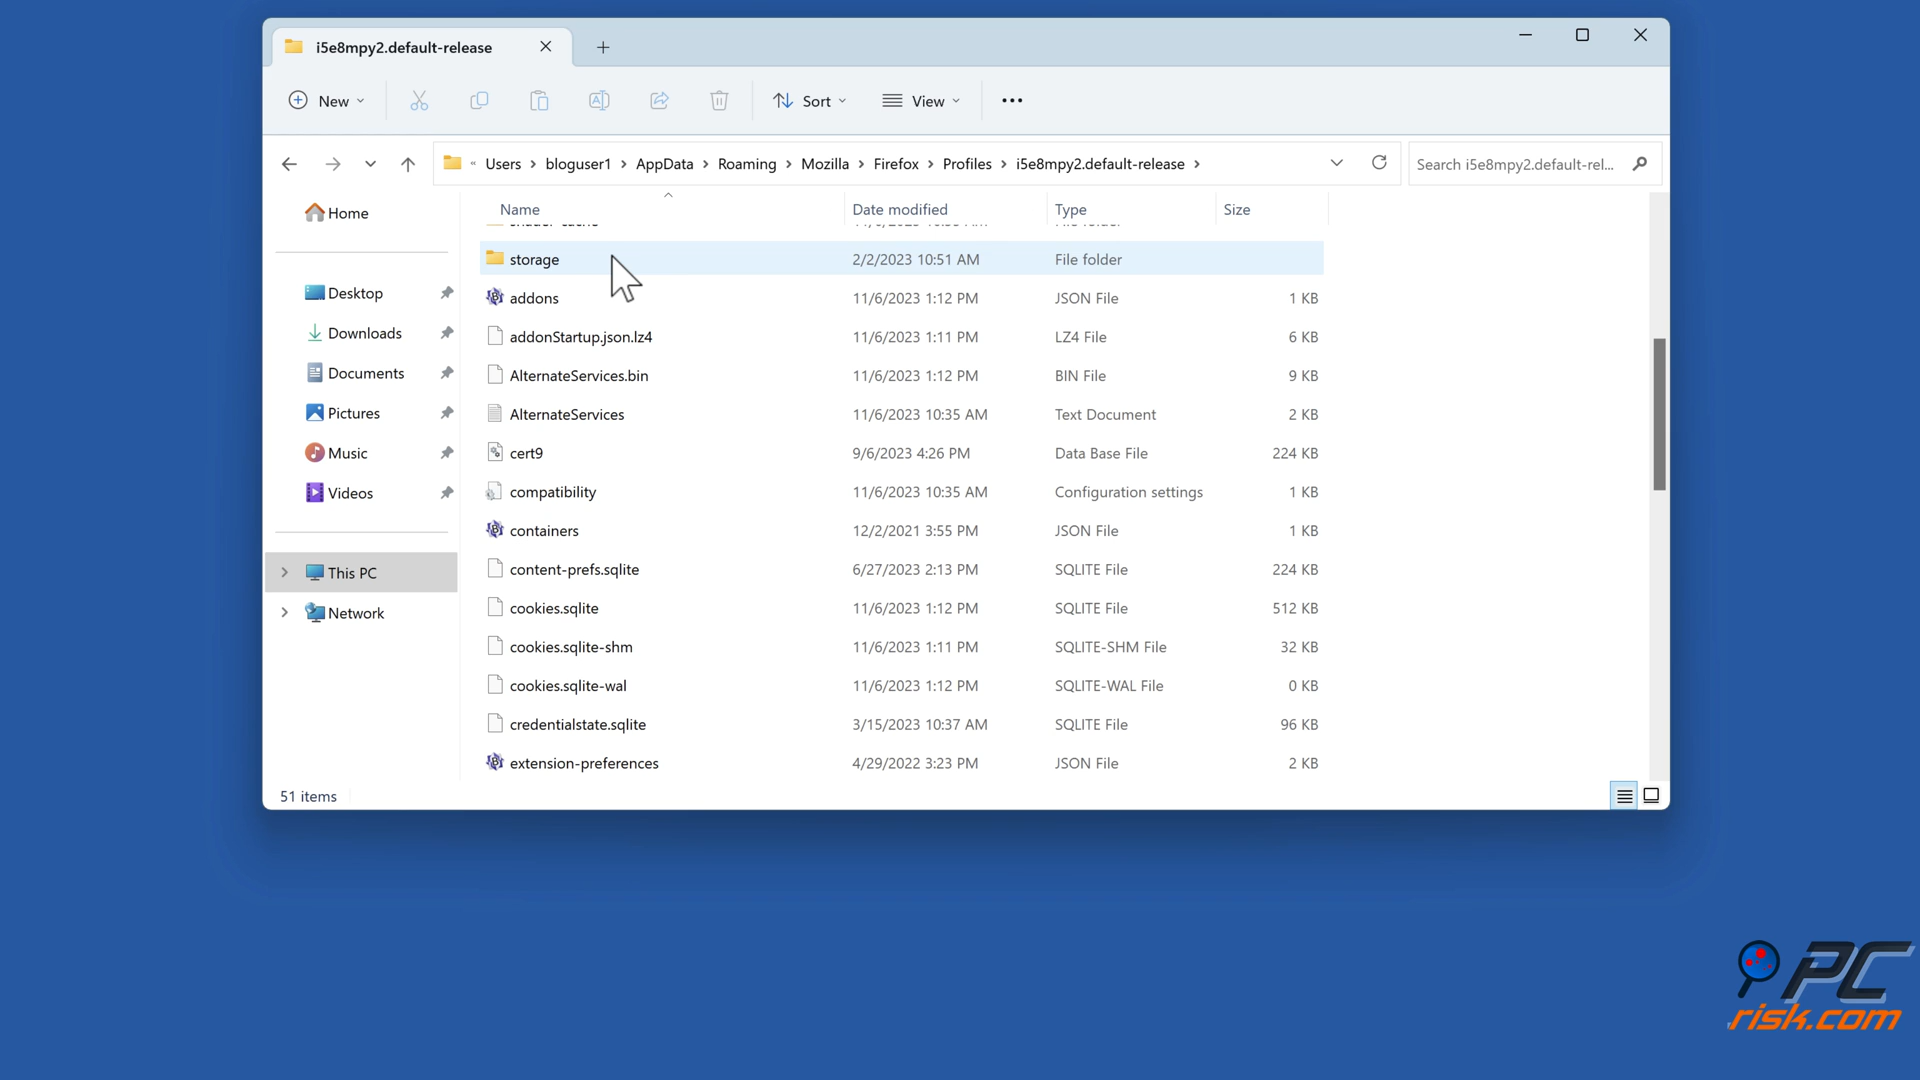 i5e8mpy2.default-release
New
Sort
View
« Users > bloguser1 > AppData > Roaming > Mozilla > Firefox > Profiles > i5e8mpy2.default-release >
Search i5e8mpy2.default-rel...
Name Date modified Type Size
storage 2/2/2023 10:51 AM File folder
addons 11/6/2023 1:12 PM JSON File 1 KB
addonStartup.json.lz4 11/6/2023 1:11 PM LZ4 File 6 KB
AlternateServices.bin 11/6/2023 1:12 PM BIN File 9 KB
AlternateServices 11/6/2023 10:35 AM Text Document 2 KB
cert9 9/6/2023 4:26 PM Data Base File 224 KB
compatibility 11/6/2023 10:35 AM Configuration settings 1 KB
containers 12/2/2021 3:55 PM JSON File 1 KB
content-prefs.sqlite 6/27/2023 2:13 PM SQLITE File 224 KB
cookies.sqlite 11/6/2023 1:12 PM SQLITE File 512 KB
cookies.sqlite-shm 11/6/2023 1:11 PM SQLITE-SHM File 32 KB
cookies.sqlite-wal 11/6/2023 1:12 PM SQLITE-WAL File 0 KB
credentialstate.sqlite 3/15/2023 10:37 AM SQLITE File 96 KB
extension-preferences 4/29/2022 3:23 PM JSON File 2 KB
Home
Desktop
Downloads
Documents
Pictures
Music
Videos
This PC
Network
51 items
PC
risk.com